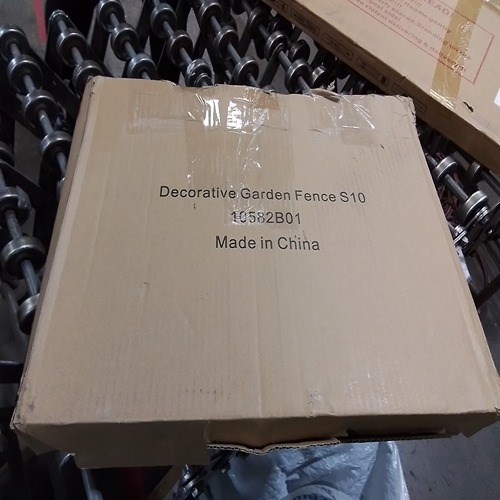 Decorative Garden Fence S10
10582B01
Made in China